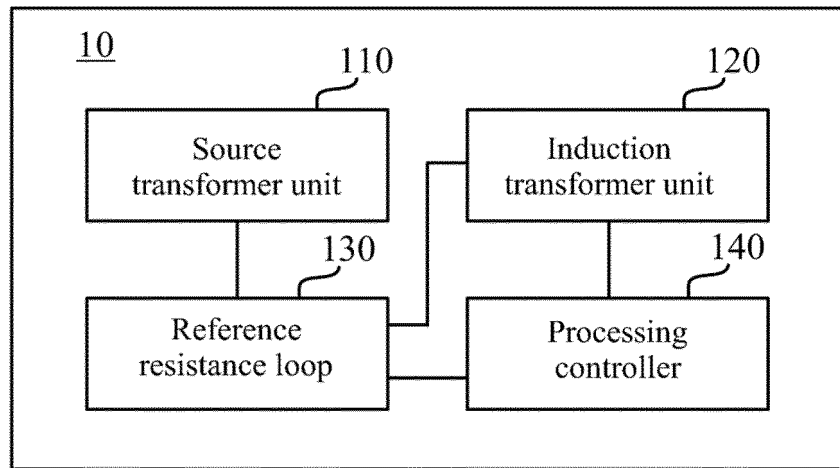 10
110
120
Source
transformer unit
Induction
transformer unit
130
140
Reference
resistance loop
Processing
controller